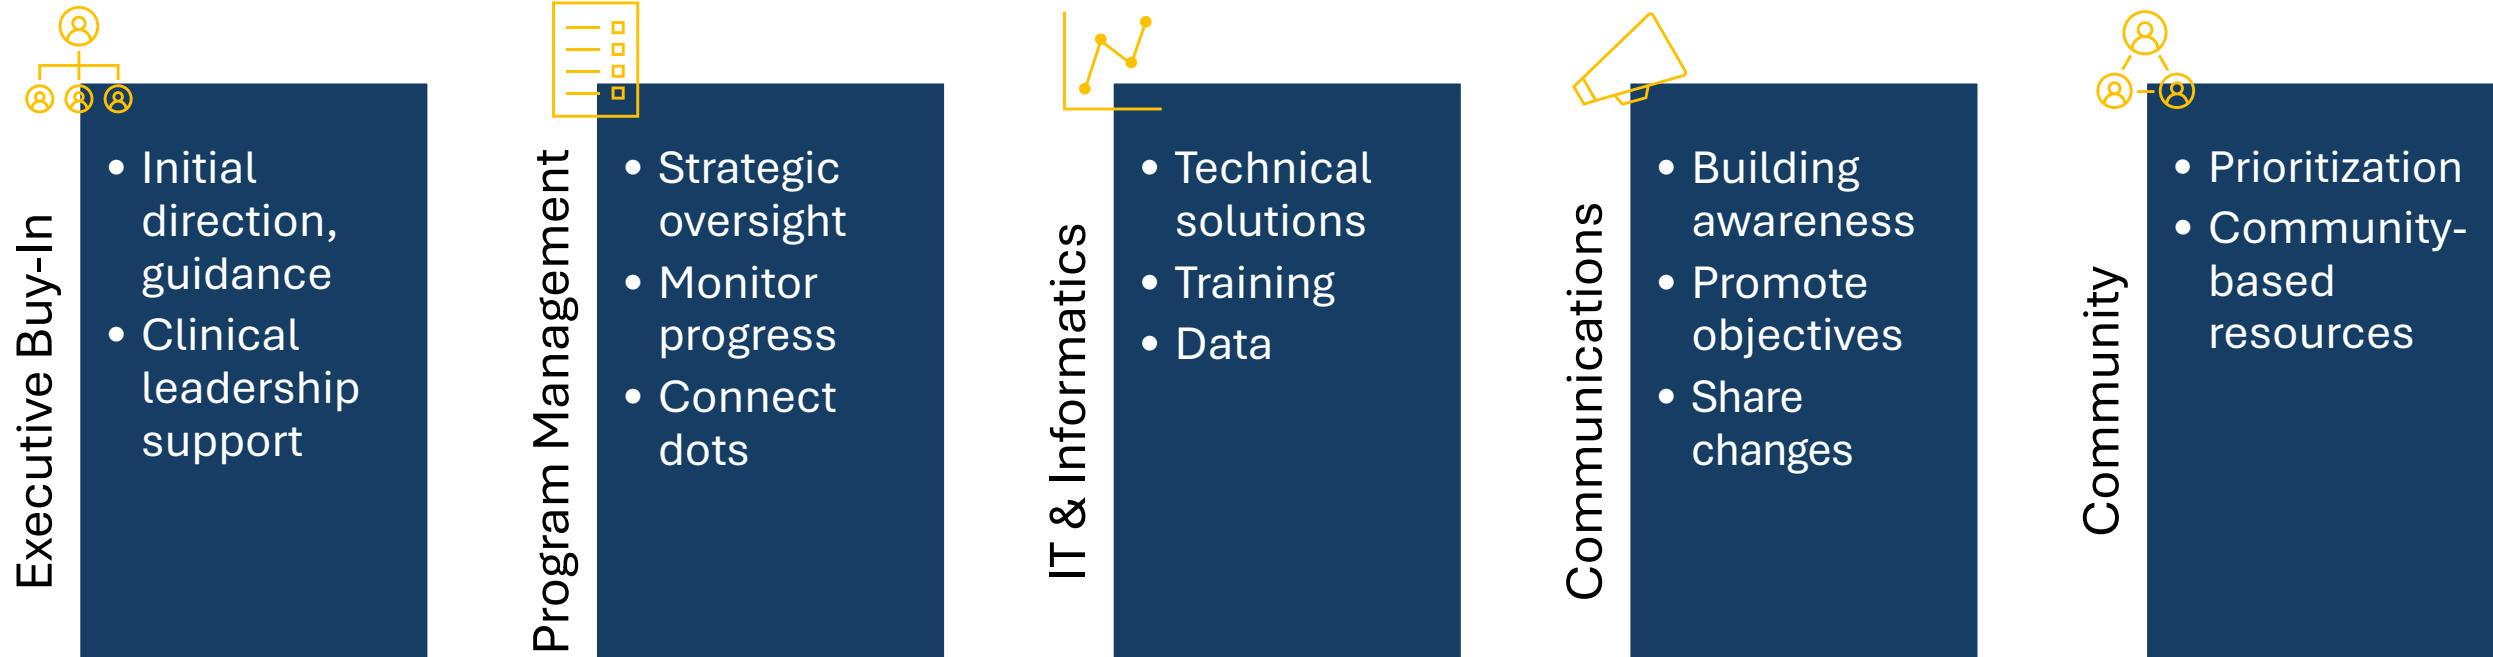 Executive Buy-In
• Initial
direction,
guidance
• Clinical
leadership
support
Program Management
• Strategic
oversight
• Monitor
progress
• Connect
dots
IT & Informatics
• Technical
solutions
• Training
• Data
Communications
• Building
awareness
• Promote
objectives
• Share
changes
Community
• Prioritization
• Community-
based
resources